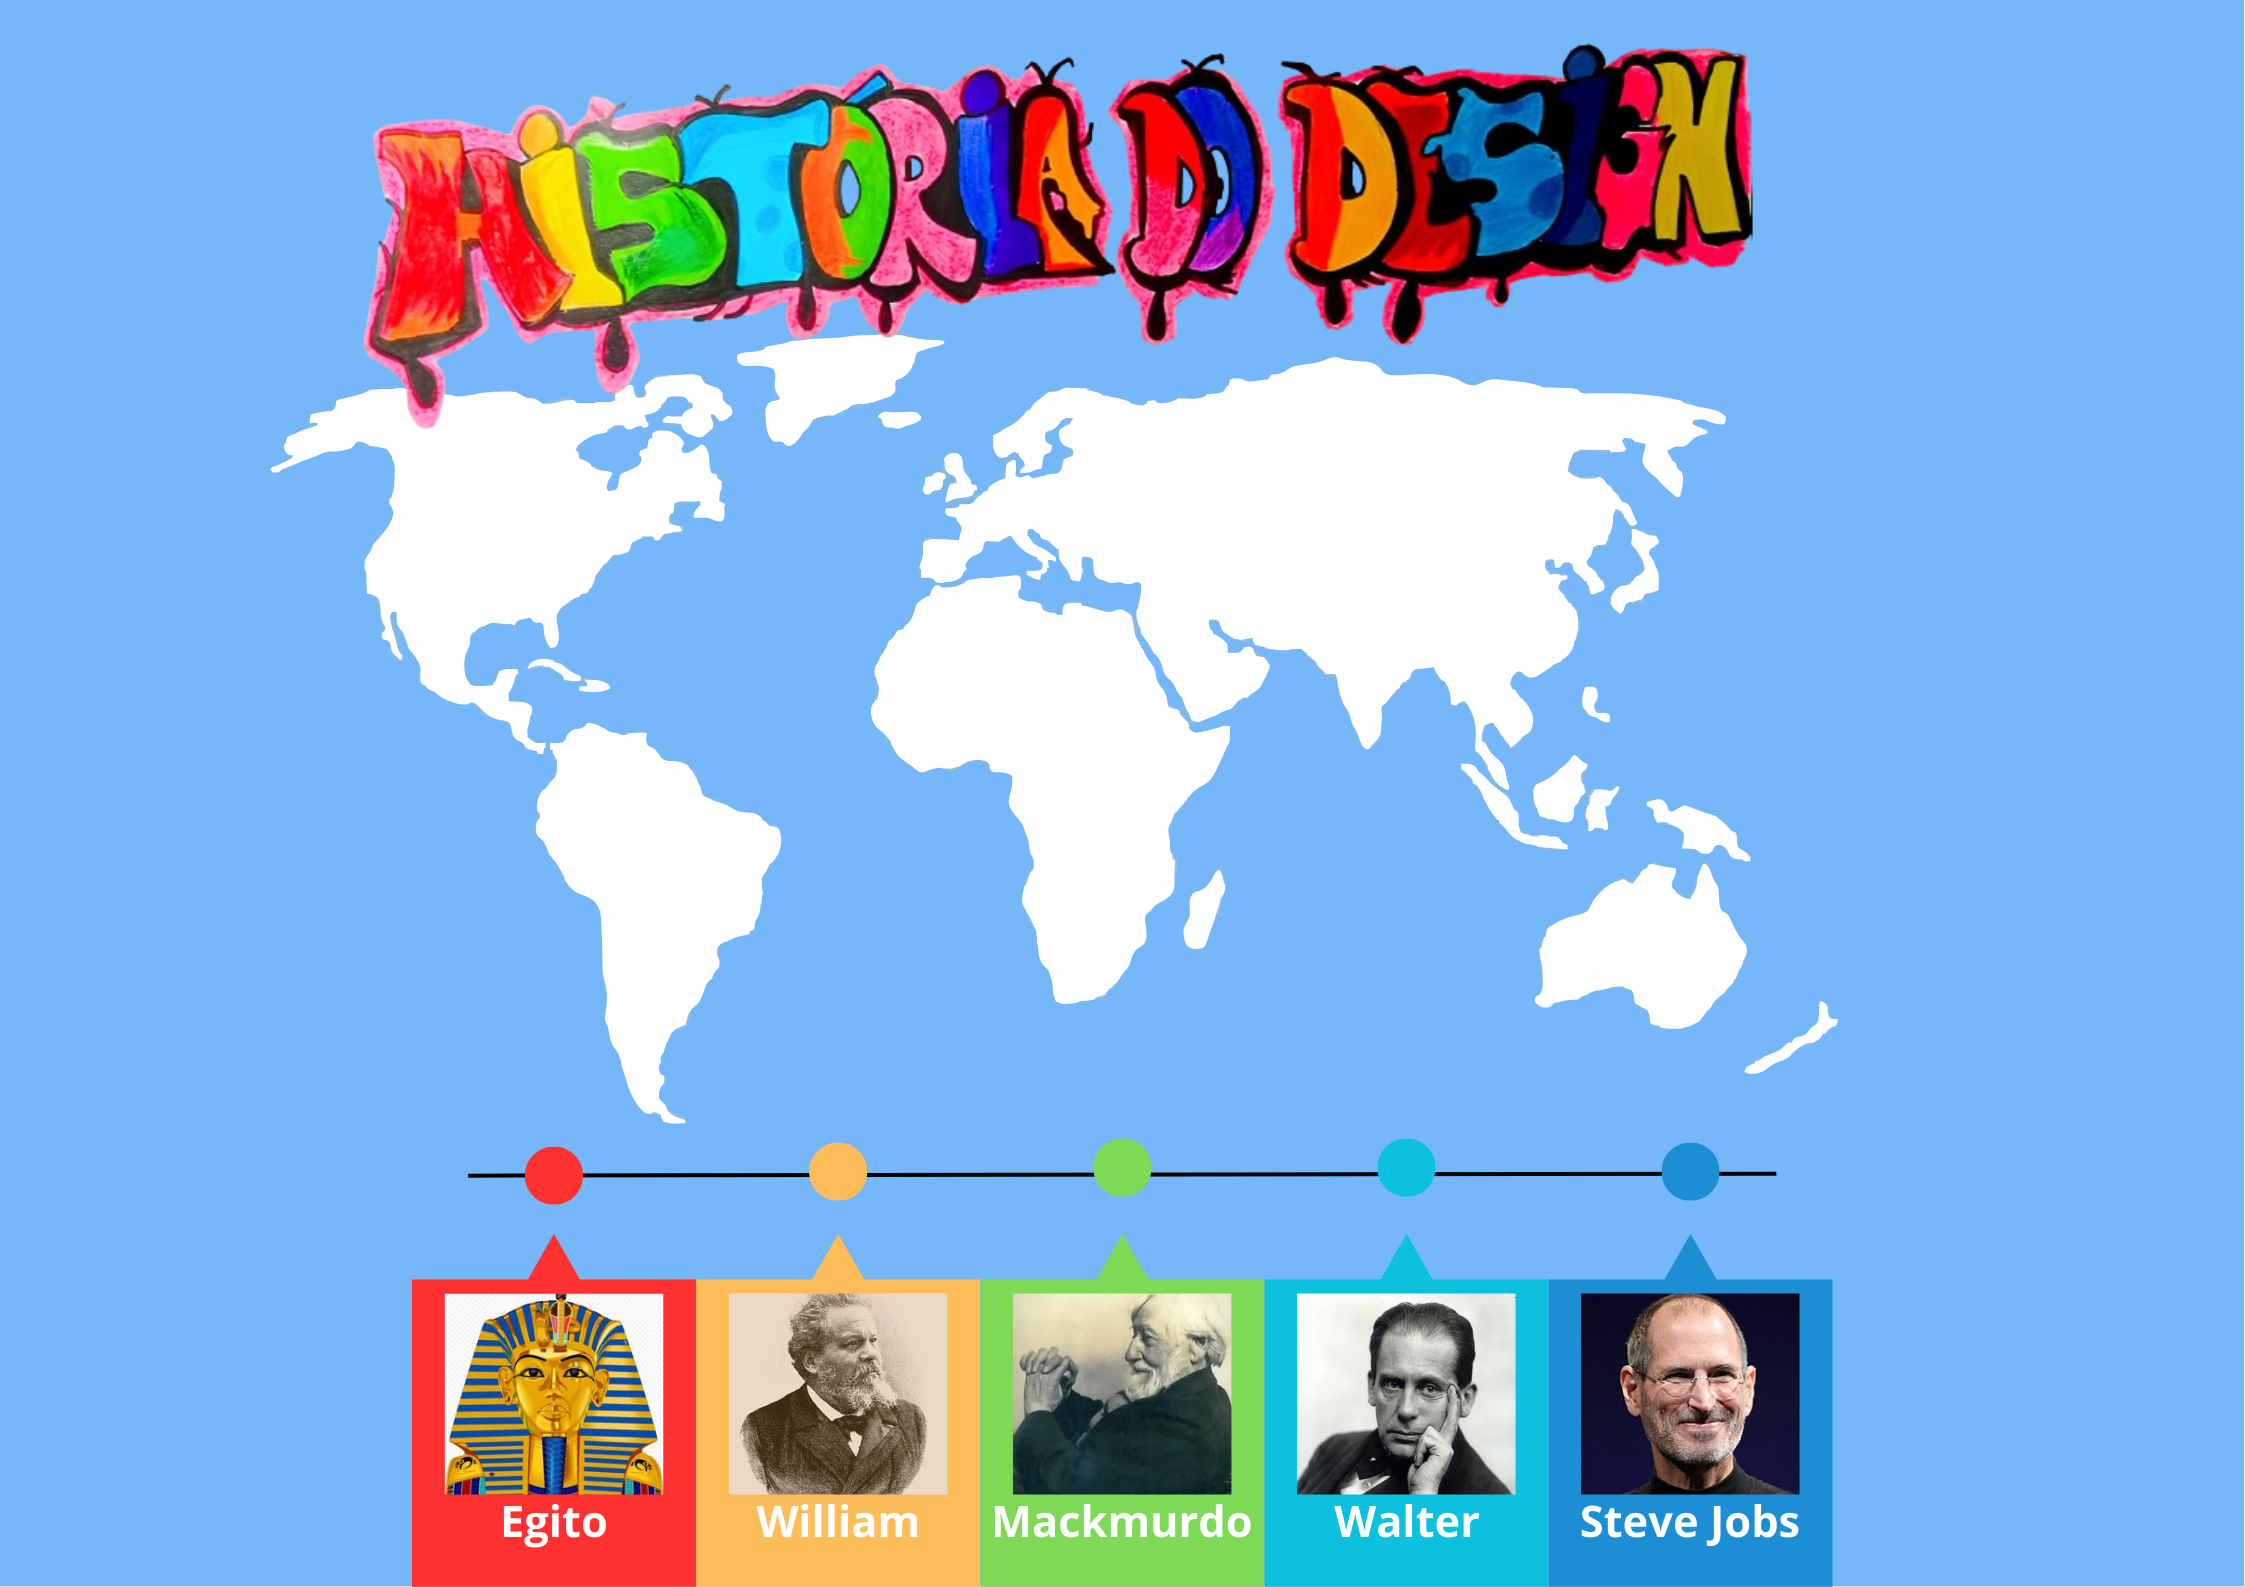 HiSTÓRiA DO DESiGN
Egito
William
Mackmurdo
Walter
Steve Jobs